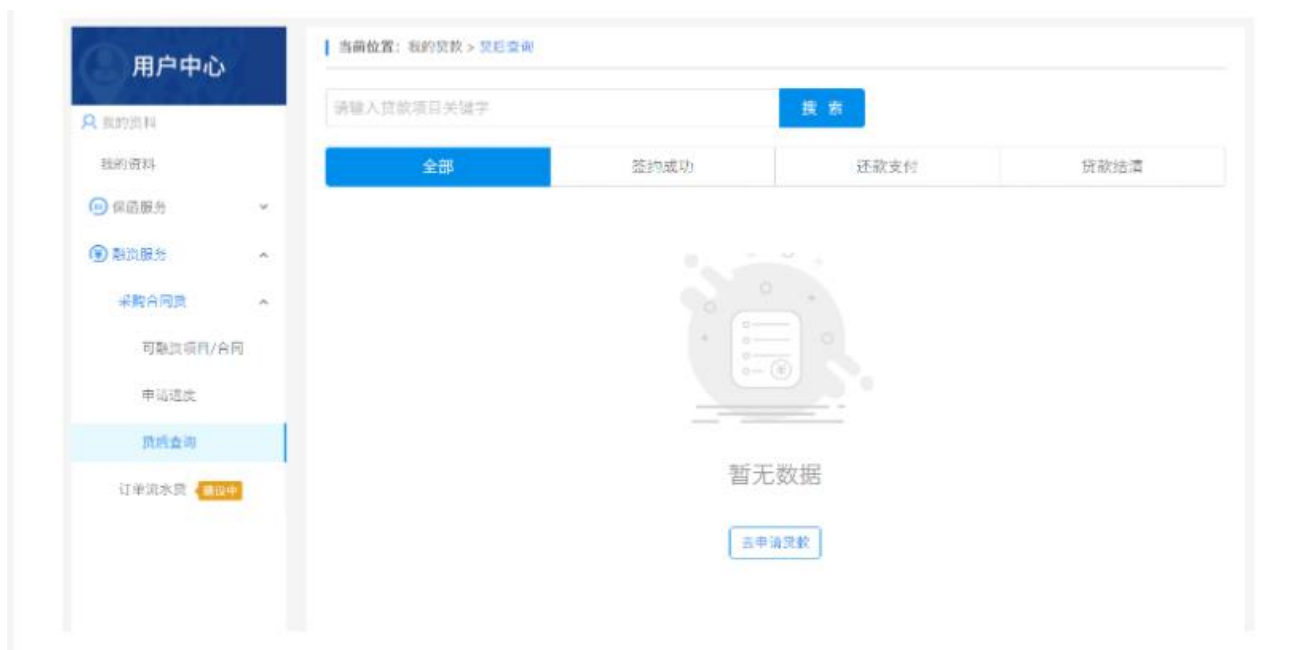 用户中心
我的资料
我的资料
保函服务
融资服务
采购合同贷
可融资项目/合同
申请进度
贷后查询
订单流水贷 建设中
当前位置：我的贷款 > 贷后查询
请输入贷款项目关键字
搜 索
全部
签约成功
还款支付
贷款结清
暂无数据
去申请贷款